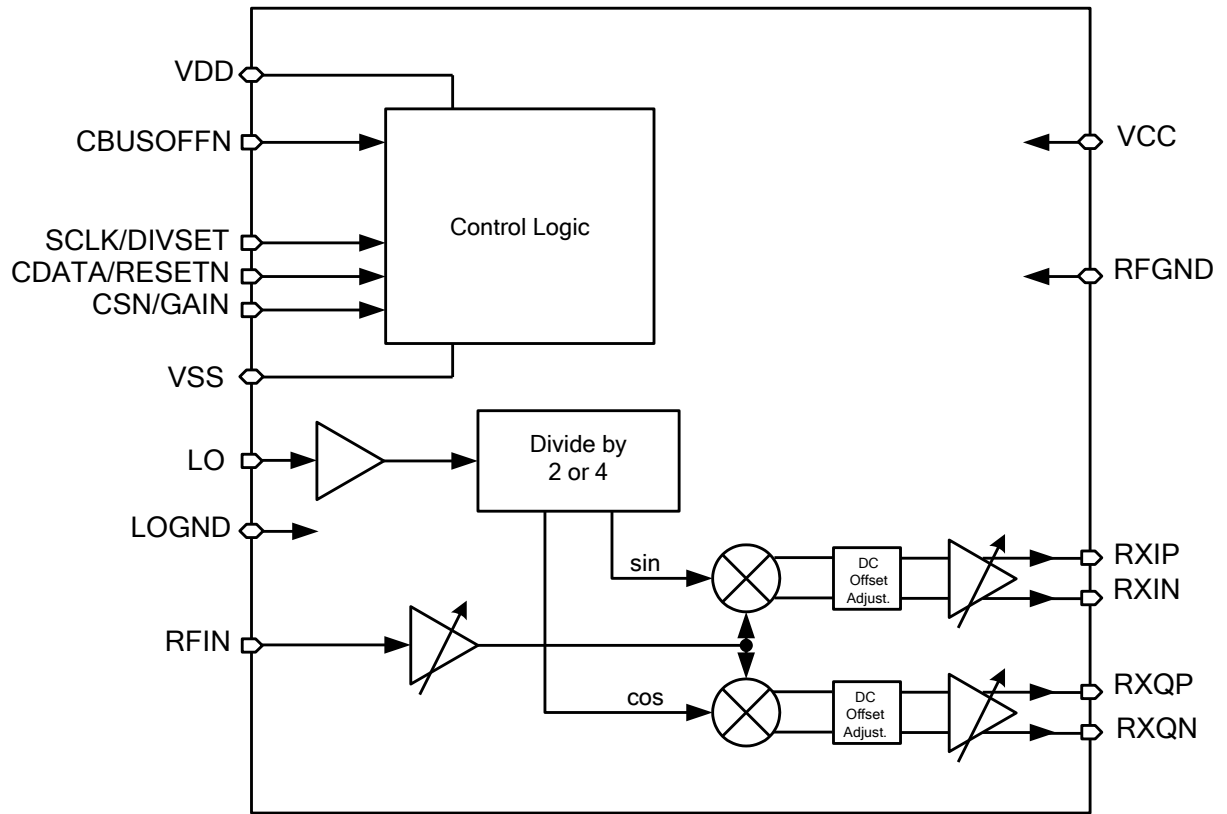 VDD
CBUSOFFN
SCLK/DIVSET
CDATA/RESETN
CSN/GAIN
VSS
Control Logic
VCC
RFGND
LO
LOGND
RFIN
Divide by
2 or 4
sin
cos
DC
Offset
Adjust.
RXIP
RXIN
DC
Offset
Adjust.
RXQP
RXQN